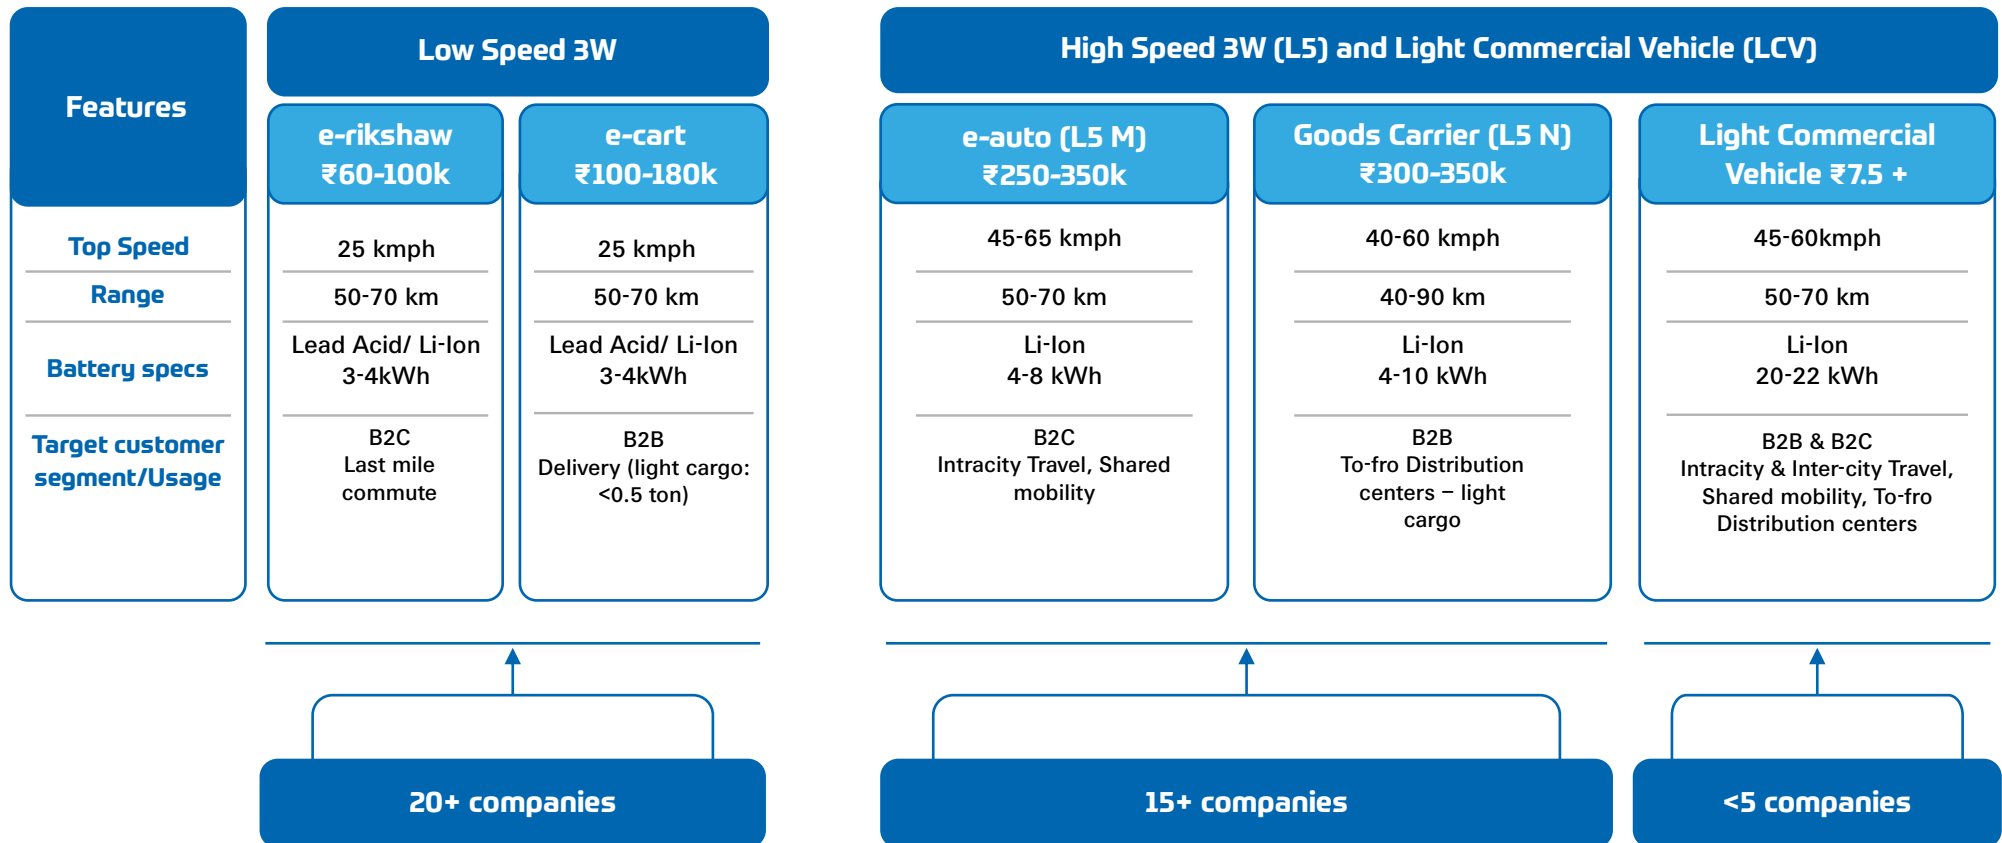 Features
Low Speed 3W
High Speed 3W (L5) and Light Commercial Vehicle (LCV)
e-rikshaw
₹60-100k
e-cart
₹100-180k
e-auto (L5 M)
₹250-350k
Goods Carrier (L5 N)
₹300-350k
Light Commercial
Vehicle ₹7.5 +
Top Speed
25 kmph
25 kmph
45-65 kmph
40-60 kmph
45-60kmph
Range
50-70 km
50-70 km
50-70 km
40-90 km
50-70 km
Battery specs
Lead Acid/ Li-Ion
3-4kWh
Lead Acid/ Li-Ion
3-4kWh
Li-Ion
4-8 kWh
Li-Ion
4-10 kWh
Li-Ion
20-22 kWh
Target customer
segment/Usage
B2C
Last mile
commute
B2B
Delivery (light cargo:
<0.5 ton)
B2C
Intracity Travel, Shared
mobility
B2B
To-fro Distribution
centers – light
cargo
B2B & B2C
Intracity & Inter-city Travel,
Shared mobility, To-fro
Distribution centers
20+ companies
15+ companies
<5 companies